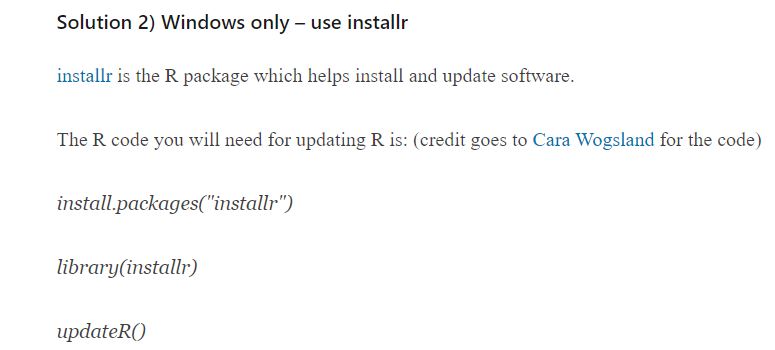 Solution 2) Windows only – use installr
installr is the R package which helps install and update software.
The R code you will need for updating R is: (credit goes to Cara Wogsland for the code)
install.packages("installr")
library(installr)
updateR()